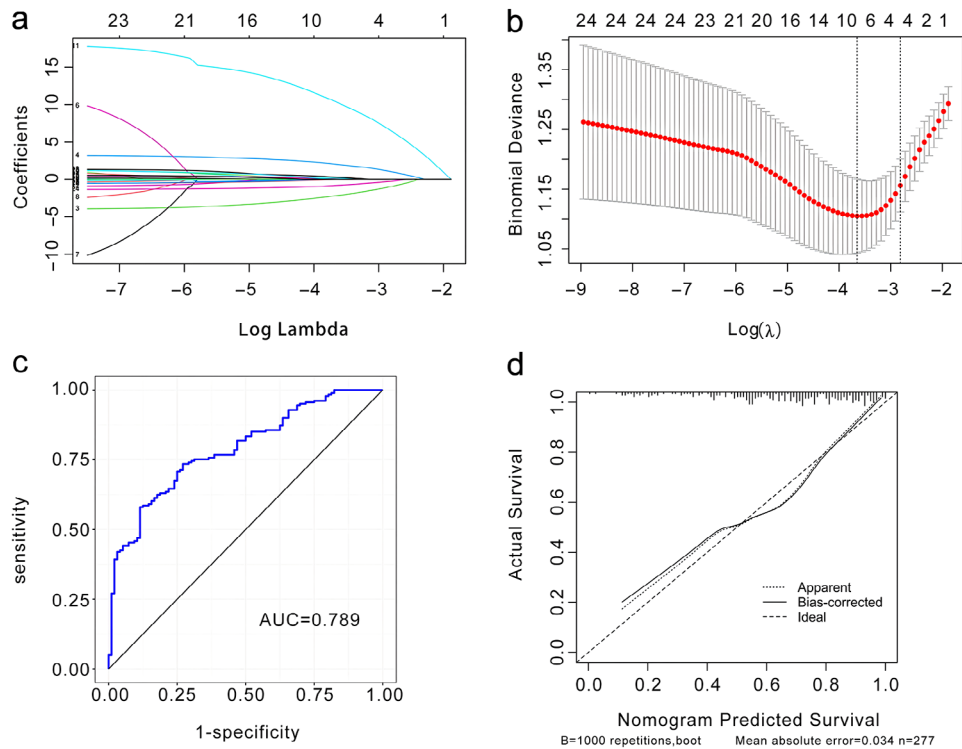 a
23 21 16 10 4 1
Coefficients
15
10
5
0
−5
−10
11
6
4
6
3
7
−7 −6 −5 −4 −3 −2
Log Lambda
b
24 24 24 24 23 21 20 16 14 10 6 4 4 2 1
Binomial Deviance
1.35
1.25
1.15
1.05
−9 −8 −7 −6 −5 −4 −3 −2
Log(λ)
c
sensitivity
1.00
0.75
0.50
0.25
0.00
AUC=0.789
0.00 0.25 0.50 0.75 1.00
1-specificity
d
Actual Survival
1.0
0.8
0.6
0.4
0.2
0.0
Apparent
Bias-corrected
Ideal
0.0 0.2 0.4 0.6 0.8 1.0
Nomogram Predicted Survival
B=1000 repetitions,boot Mean absolute error=0.034 n=277